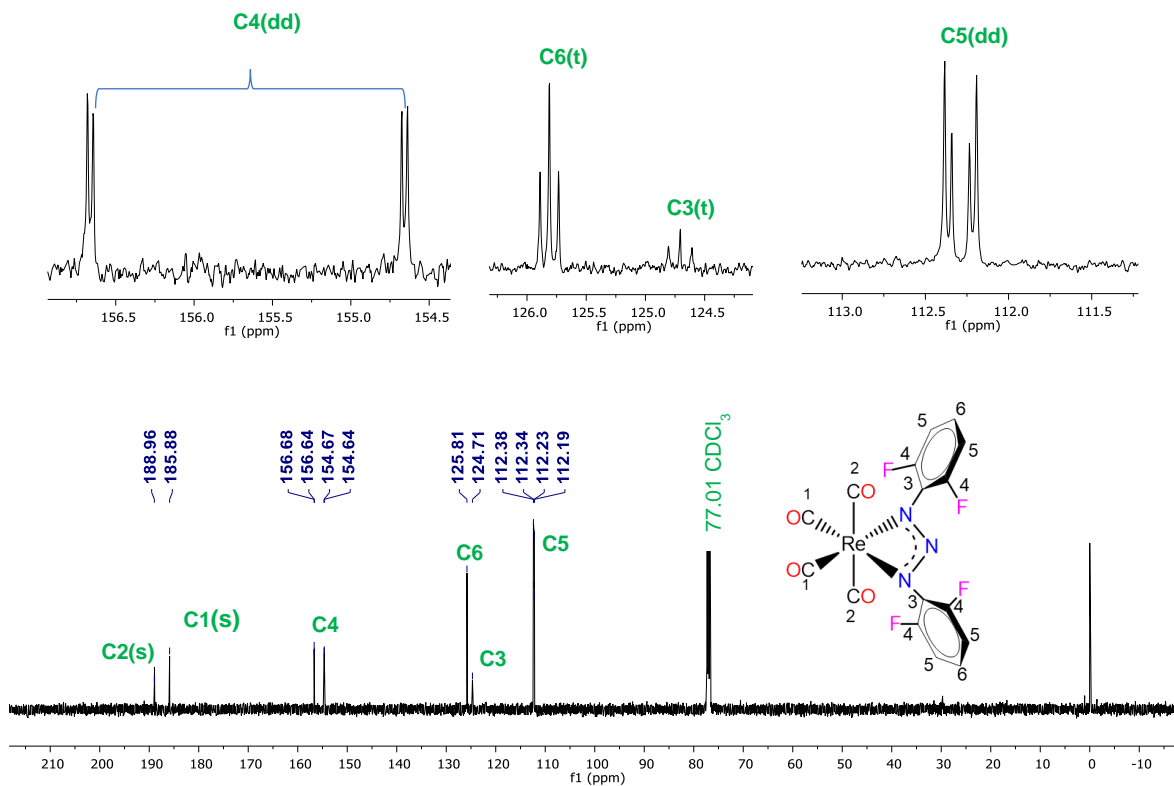 C4(dd)
C6(t)
C3(t)
C5(dd)
156.5 156.0 155.5 155.0 154.5
f1 (ppm)
126.0 125.5 125.0 124.5
f1 (ppm)
113.0 112.5 112.0 111.5
f1 (ppm)
188.96
185.88
156.68
156.64
154.67
154.64
125.81
124.71
112.38
112.34
112.23
112.19
77.01 CDCl3
C2(s)
C1(s)
C4
C6
C3
C5
6
5
5
4
F
4
3
F
2
CO
1
OC
N
Re
N
N
OC
1
CO
2
3
F
4
F
4
5
5
6
210 200 190 180 170 160 150 140 130 120 110 100 90 80 70 60 50 40 30 20 10 0 -10
f1 (ppm)